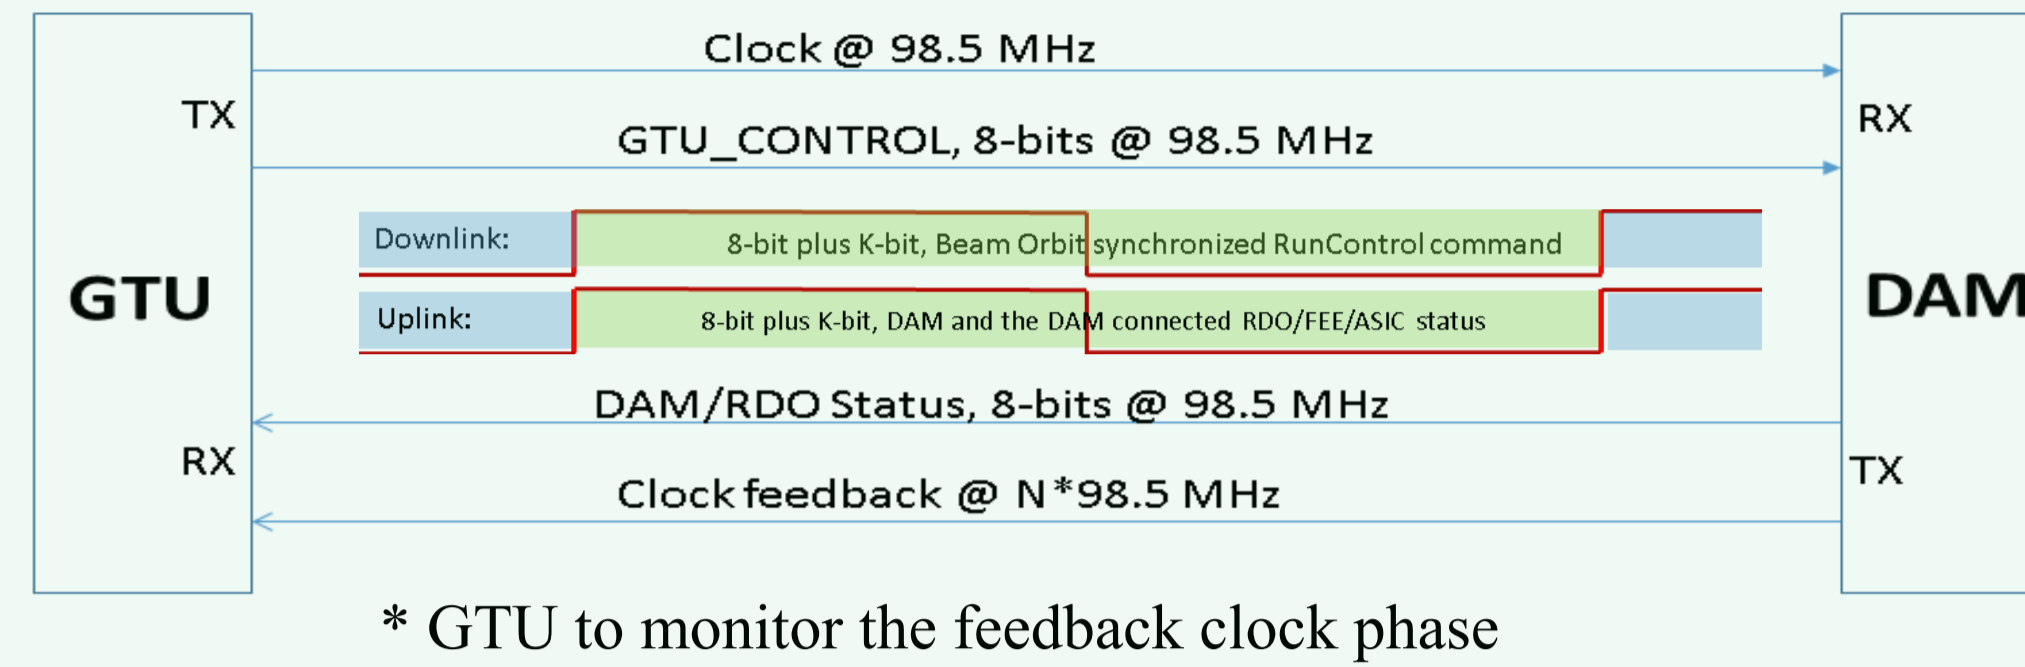 Clock @ 98.5 MHz
TX
RX
GTU_CONTROL, 8-bits @ 98.5 MHz
Downlink: 8-bit plus K-bit, Beam Orbit synchronized RunControl command
GTU
DAM
Uplink: 8-bit plus K-bit, DAM and the DAM connected RDO/FEE/ASIC status
DAM/RDO Status, 8-bits @ 98.5 MHz
RX
TX
Clock feedback @ N*98.5 MHz
* GTU to monitor the feedback clock phase